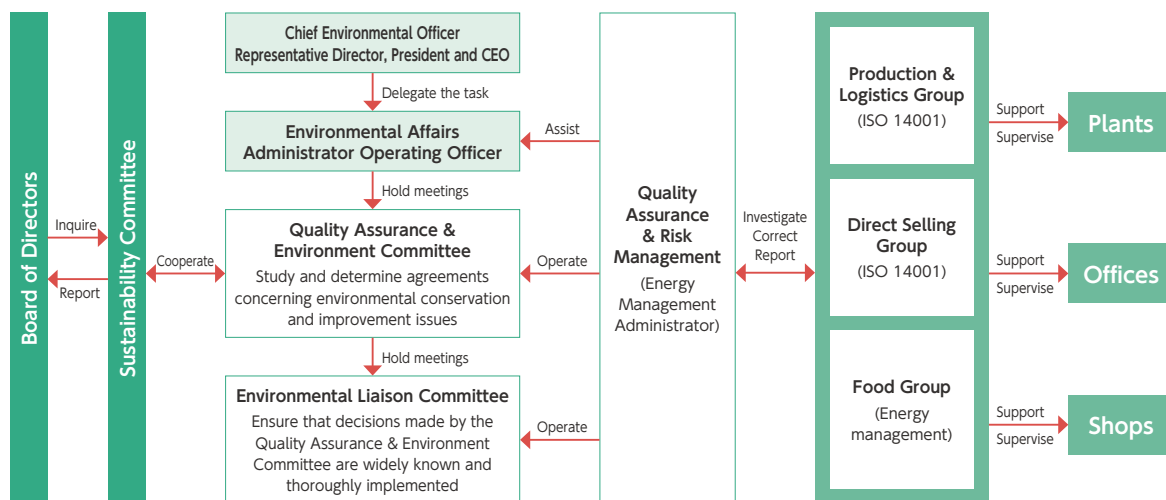 Board of Directors
Inquire
Report
Sustainability Committee
Cooperate
Chief Environmental Officer
Representative Director, President and CEO
Delegate the task
Environmental Affairs
Administrator Operating Officer
Hold meetings
Quality Assurance &
Environment Committee
Study and determine agreements
concerning environmental conservation
and improvement issues
Hold meetings
Environmental Liaison Committee
Ensure that decisions made by the
Quality Assurance & Environment
Committee are widely known and
thoroughly implemented
Assist
Operate
Operate
Quality
Assurance
& Risk
Management
(Energy
Management
Administrator)
Investigate
Correct
Report
Production &
Logistics Group
(ISO 14001)
Support
Supervise
Plants
Direct Selling
Group
(ISO 14001)
Support
Supervise
Offices
Food Group
(Energy
management)
Support
Supervise
Shops